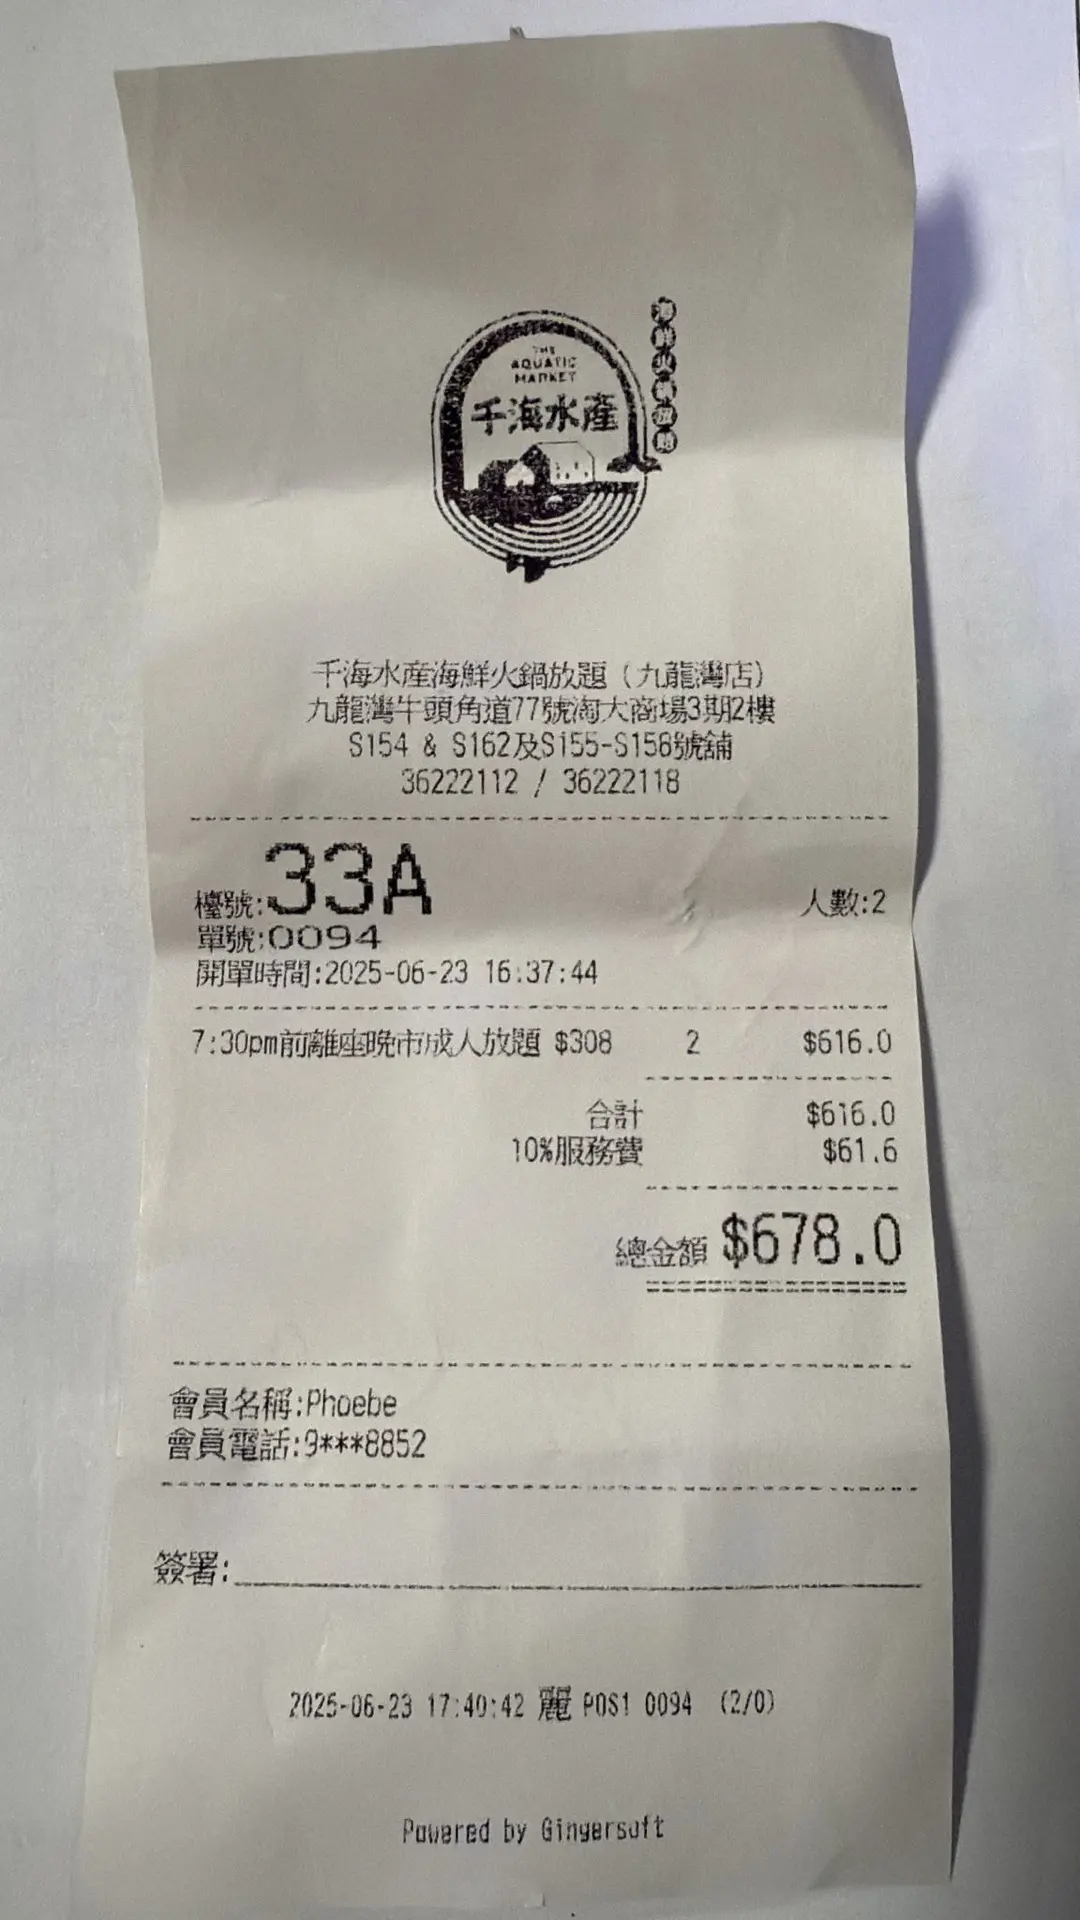 THE
AQUATIC
MARKET
千海水產
海鮮火鍋放題
千海水產海鮮火鍋放題（九龍灣店）
九龍灣牛頭角道77號淘大商場3期2樓
S154 & S162及S155-S158號舖
36222112 / 36222118
檯號:33A 人數:2
單號:0094
開單時間:2025-06-23 16:37:44
7:30pm前離座晚市成人放題 $308 2 $616.0
合計 $616.0
10%服務費 $61.6
總金額 $678.0
會員名稱:Phoebe
會員電話:9***8852
簽署:
2025-06-23 17:40:42 麗 POS1 0094 (2/0)
Powered by Gingersoft